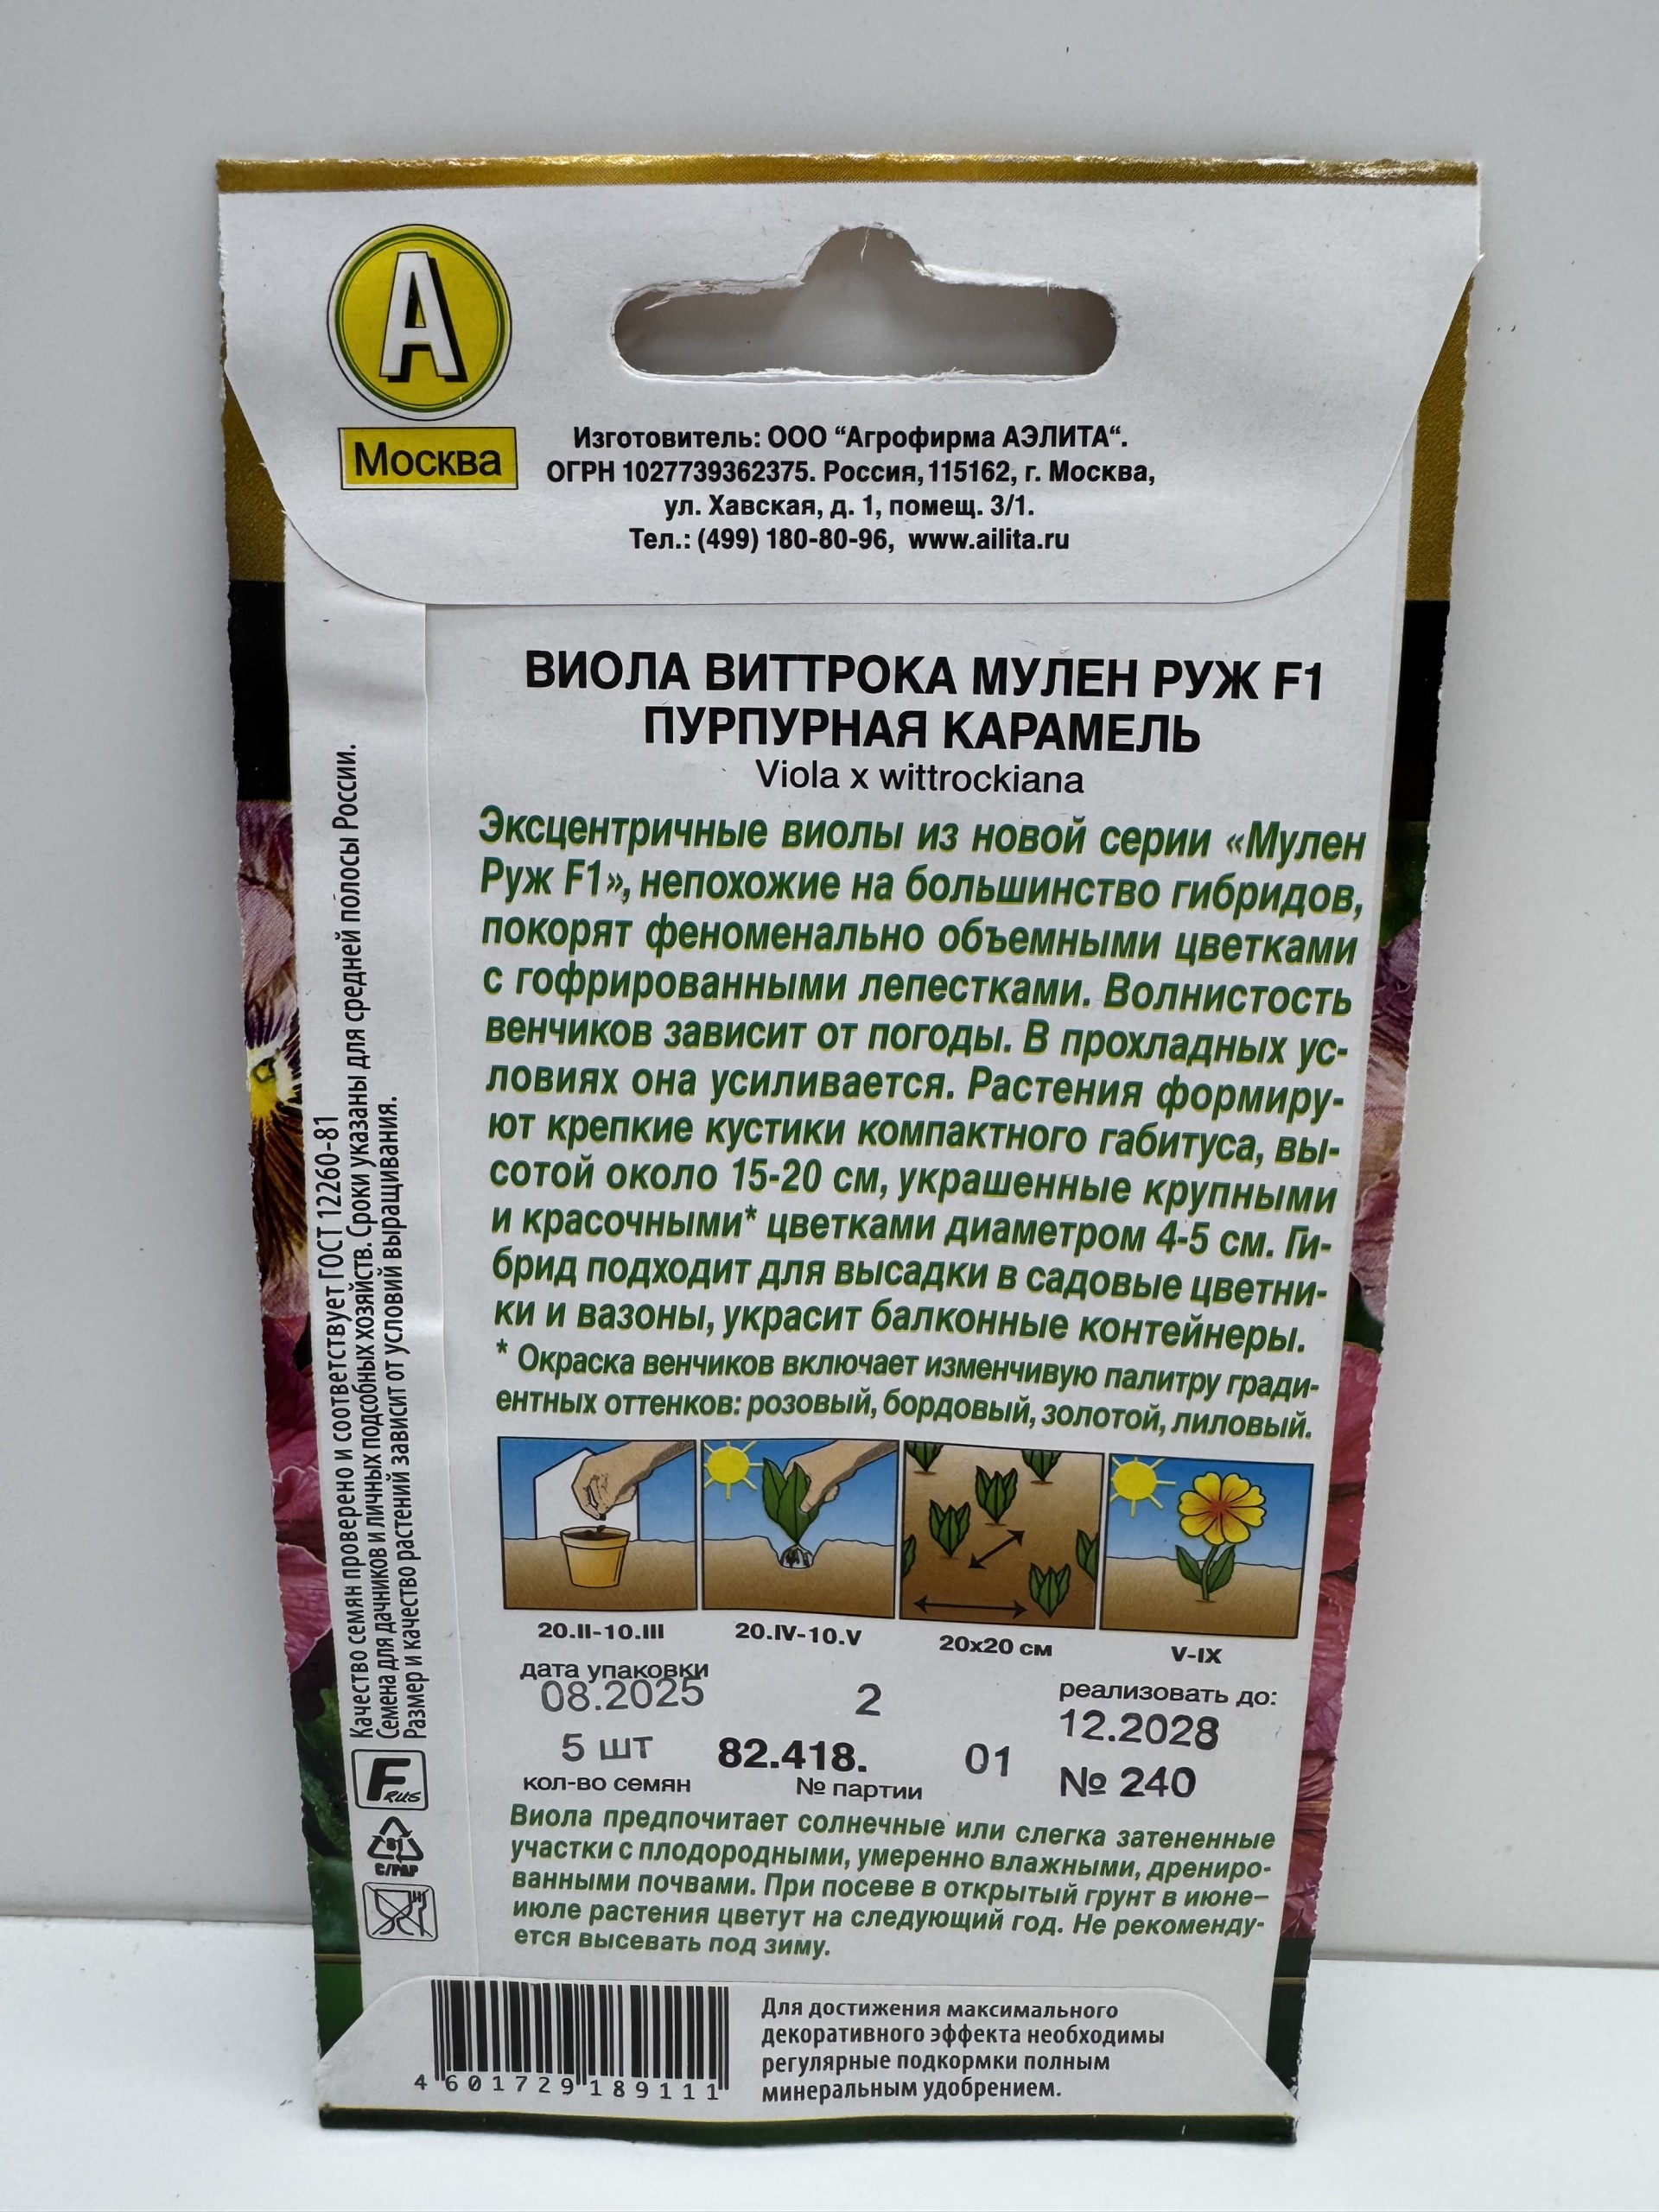 А
Москва
Изготовитель: ООО “Агрофирма АЭЛИТА“.
ОГРН 1027739362375. Россия, 115162, г. Москва,
ул. Хавская, д. 1, помещ. 3/1.
Тел.: (499) 180-80-96, www.ailita.ru
ВИОЛА ВИТТРОКА МУЛЕН РУЖ F1
ПУРПУРНАЯ КАРАМЕЛЬ
Viola x wittrockiana
Эксцентричные виолы из новой серии «Мулен
Руж F1», непохожие на большинство гибридов,
покорят феноменально объемными цветками
с гофрированными лепестками. Волнистость
венчиков зависит от погоды. В прохладных ус-
ловиях она усиливается. Растения формиру-
ют крепкие кустики компактного габитуса, вы-
сотой около 15-20 см, украшенные крупными
и красочными* цветками диаметром 4-5 см. Ги-
брид подходит для высадки в садовые цветни-
ки и вазоны, украсит балконные контейнеры.
* Окраска венчиков включает изменчивую палитру гради-
ентных оттенков: розовый, бордовый, золотой, лиловый.
20.II-10.III
20.IV-10.V
20х20 см
V-IX
дата упаковки
08.2025
2
реализовать до:
12.2028
5 шт
82.418.
01
№ 240
кол-во семян
№ партии
Виола предпочитает солнечные или слегка затененные
участки с плодородными, умеренно влажными, дрениро-
ванными почвами. При посеве в открытый грунт в июне–
июле растения цветут на следующий год. Не рекоменду-
ется высевать под зиму.
Качество семян проверено и соответствует ГОСТ 12260-81
Семена для дачников и личных подсобных хозяйств. Сроки указаны для средней полосы России.
Размер и качество растений зависит от условий выращивания.
F RUS
81
C/PAP
4 601729 189111
Для достижения максимального
декоративного эффекта необходимы
регулярные подкормки полным
минеральным удобрением.